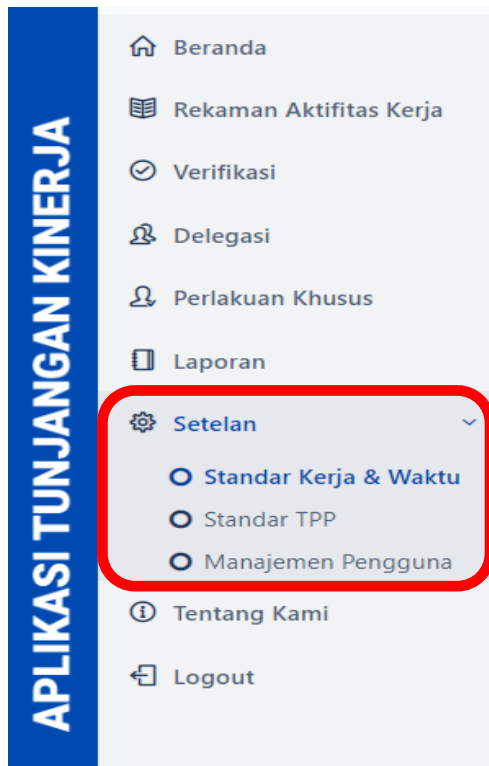 APLIKASI TUNJANGAN KINERJA
Beranda
Rekaman Aktifitas Kerja
Verifikasi
Delegasi
Perlakuan Khusus
Laporan
Setelan
Standar Kerja & Waktu
Standar TPP
Manajemen Pengguna
Tentang Kami
Logout